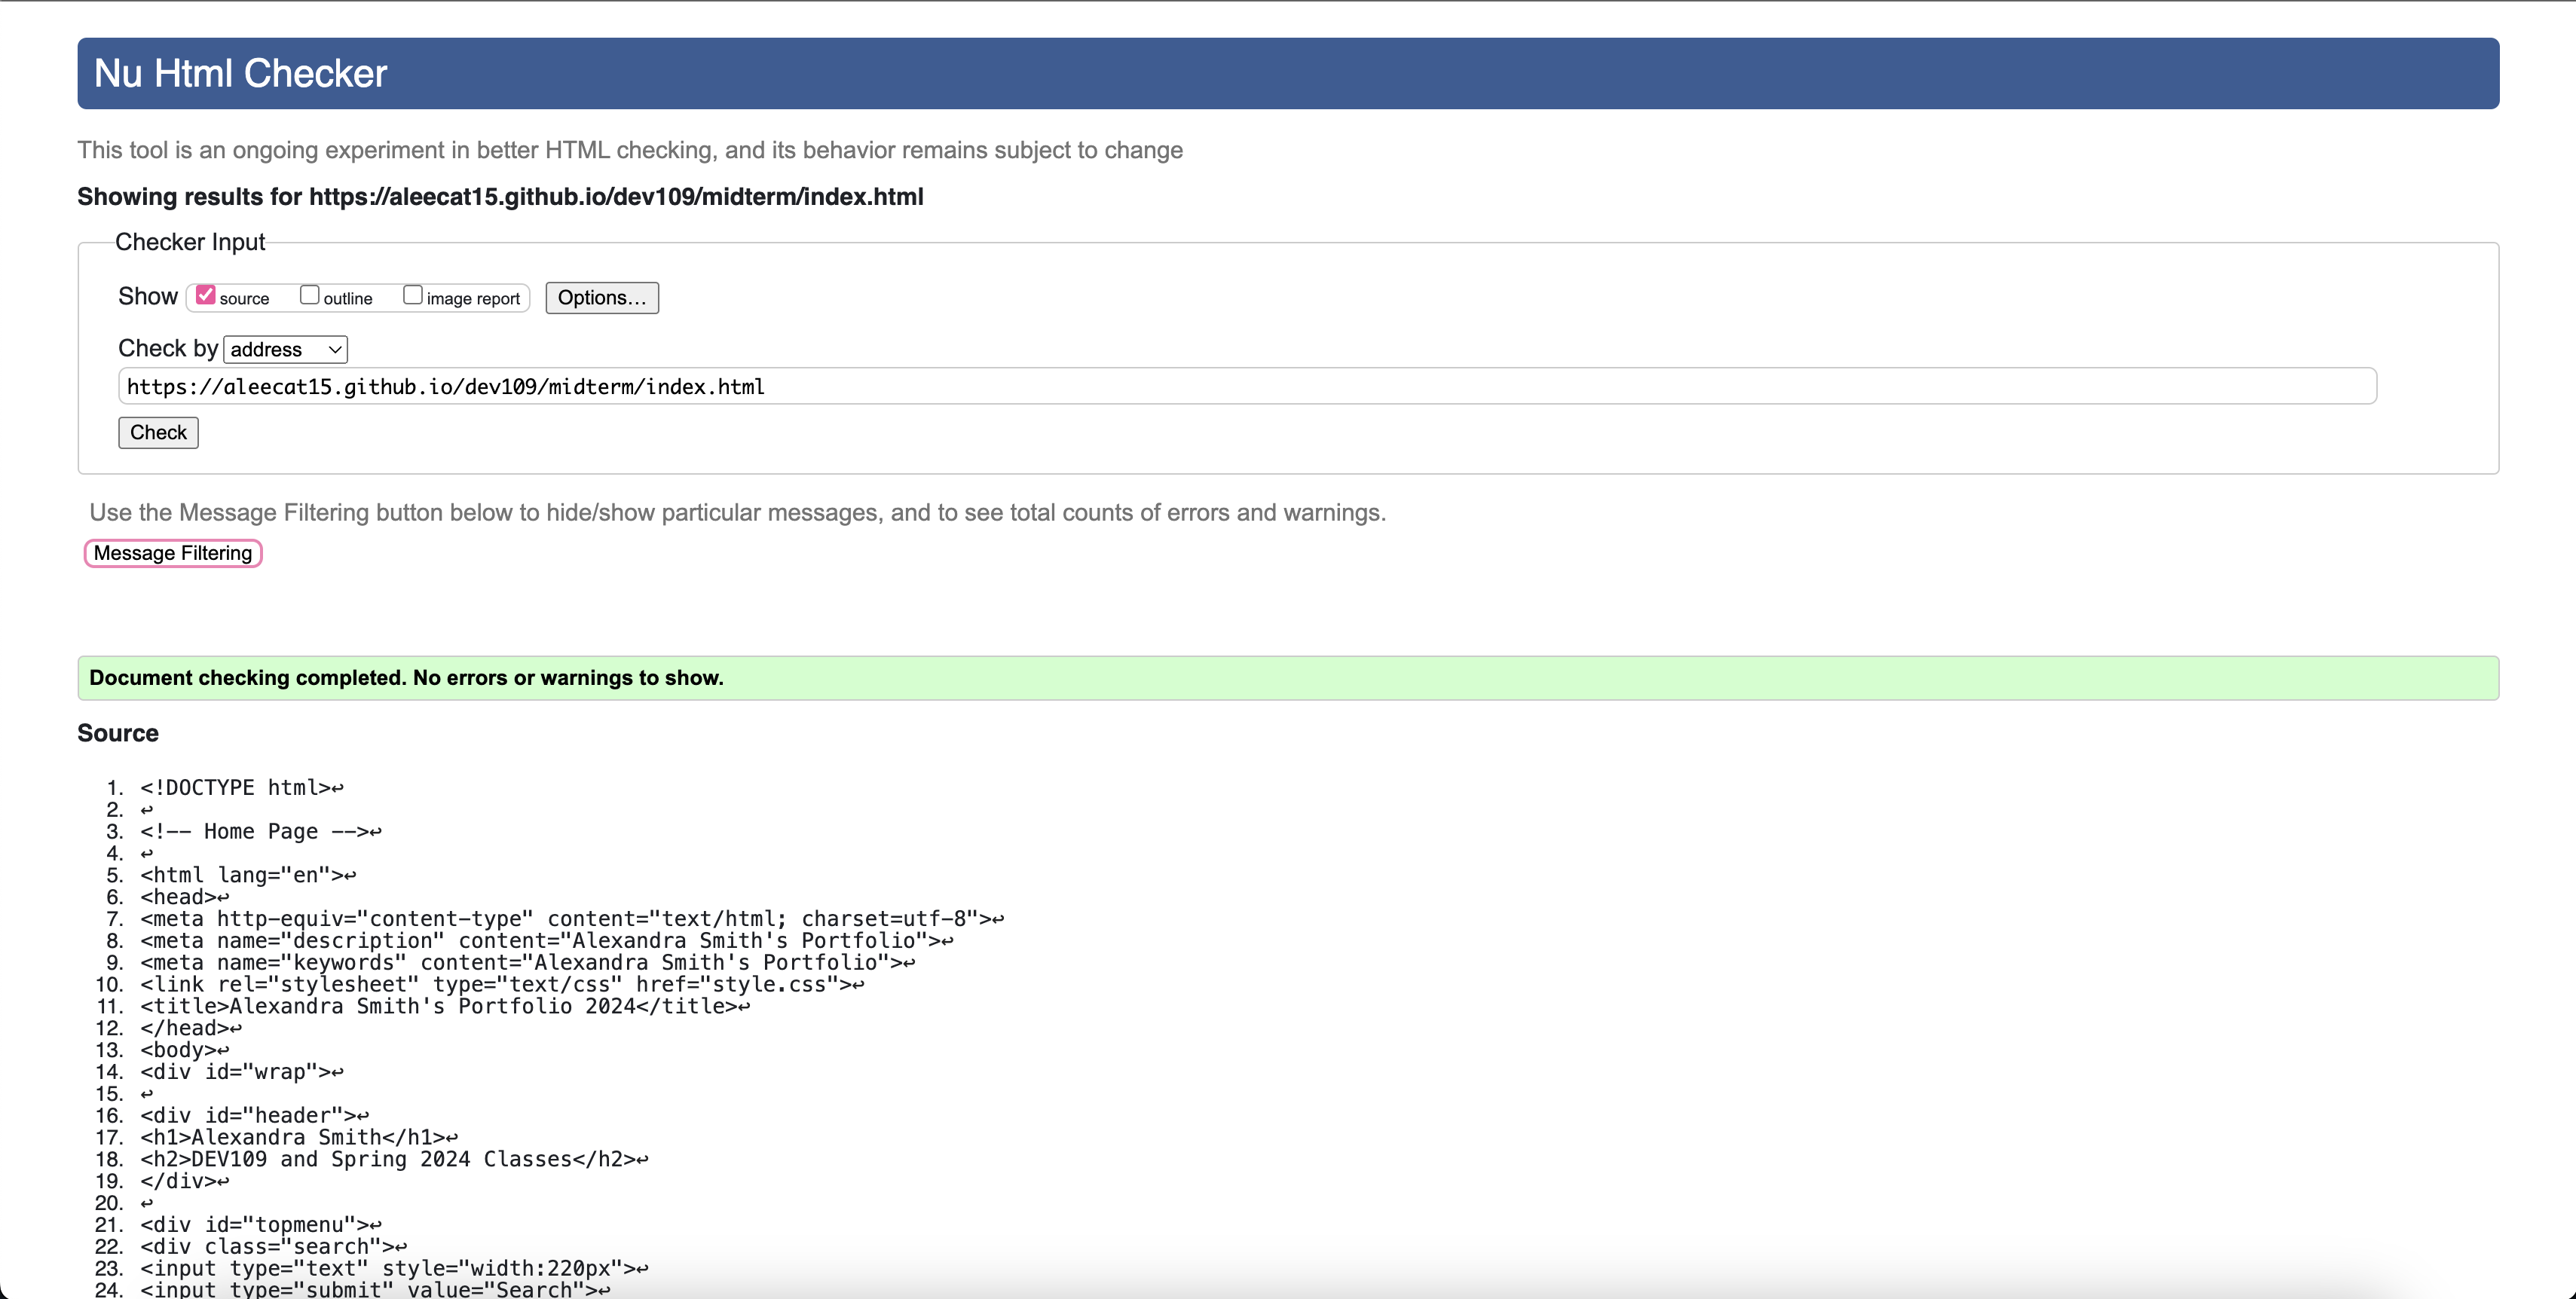 Nu Html Checker
This tool is an ongoing experiment in better HTML checking, and its behavior remains subject to change
Showing results for https://aleecat15.github.io/dev109/midterm/index.html
Checker Input
Show source outline image report Options...
Check by address
https://aleecat15.github.io/dev109/midterm/index.html
Check
Use the Message Filtering button below to hide/show particular messages, and to see total counts of errors and warnings.
Message Filtering
Document checking completed. No errors or warnings to show.
Source
1. <!DOCTYPE html>↩
2. ↩
3. <!-- Home Page -->↩
4. ↩
5. <html lang="en">↩
6. <head>↩
7. <meta http-equiv="content-type" content="text/html; charset=utf-8">↩
8. <meta name="description" content="Alexandra Smith's Portfolio">↩
9. <meta name="keywords" content="Alexandra Smith's Portfolio">↩
10. <link rel="stylesheet" type="text/css" href="style.css">↩
11. <title>Alexandra Smith's Portfolio 2024</title>↩
12. </head>↩
13. <body>↩
14. <div id="wrap">↩
15. ↩
16. <div id="header">↩
17. <h1>Alexandra Smith</h1>↩
18. <h2>DEV109 and Spring 2024 Classes</h2>↩
19. </div>↩
20. ↩
21. <div id="topmenu">↩
22. <div class="search">↩
23. <input type="text" style="width:220px">↩
24. <input type="submit" value="Search">↩